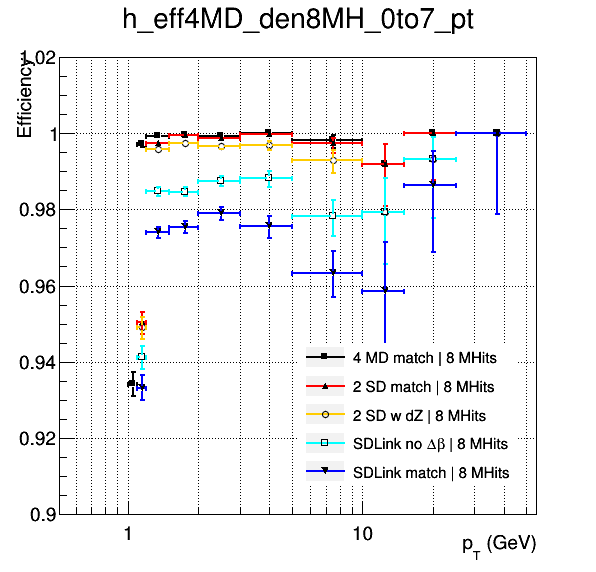 h_eff4MD_den8MH_0to7_pt
Efficiency
1.02
1
0.98
0.96
0.94
0.92
0.9
4 MD match | 8 MHits
2 SD match | 8 MHits
2 SD w dZ | 8 MHits
SDLink no Δβ | 8 MHits
SDLink match | 8 MHits
1
10
p_T (GeV)